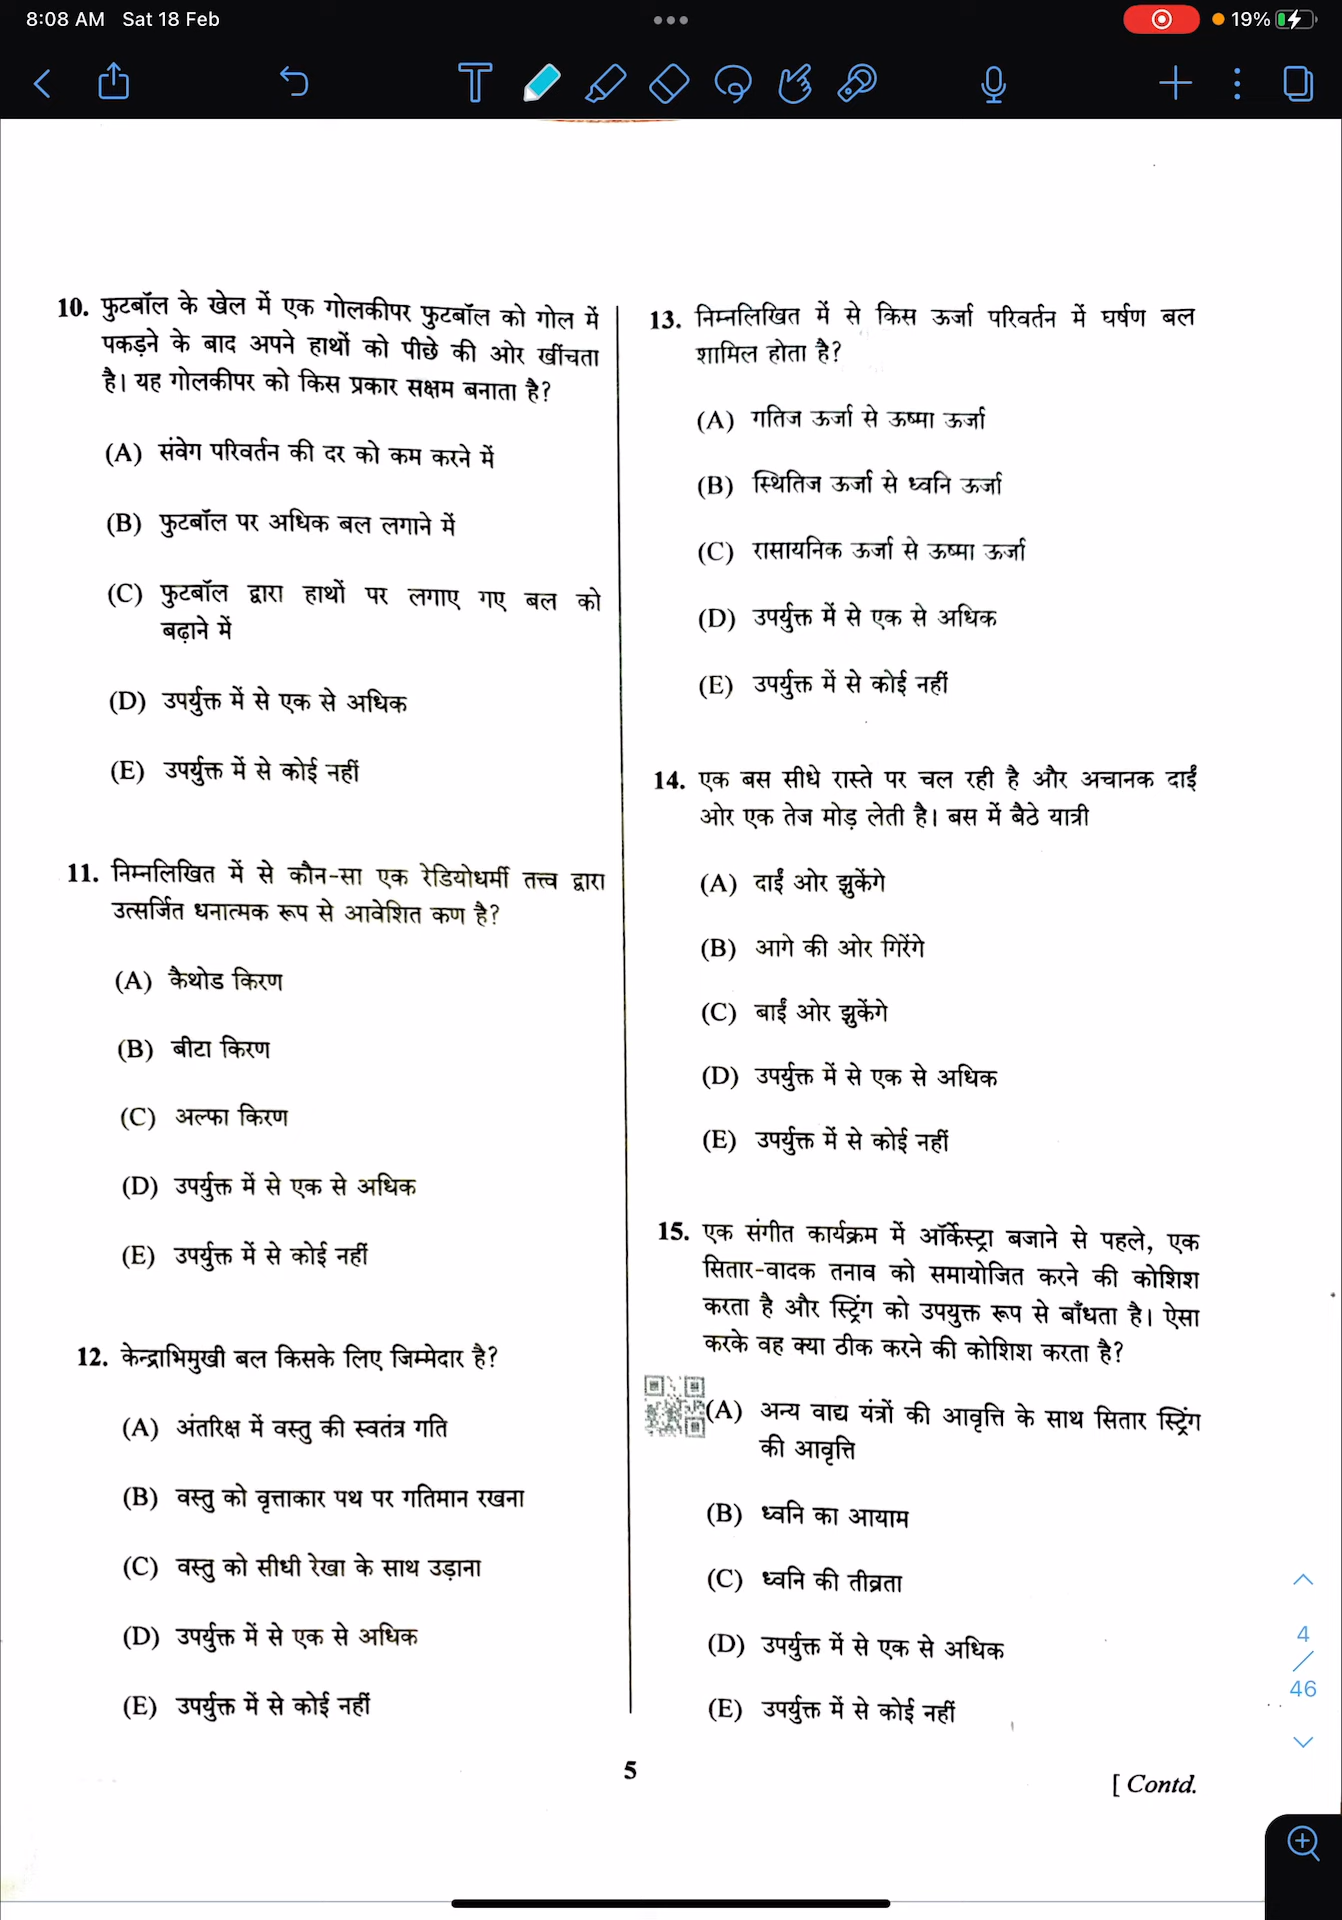 8:08 AM Sat 18 Feb
19%
10. फुटबॉल के खेल में एक गोलकीपर फुटबॉल को गोल में
पकड़ने के बाद अपने हाथों को पीछे की ओर खींचता
है। यह गोलकीपर को किस प्रकार सक्षम बनाता है?
(A) संवेग परिवर्तन की दर को कम करने में
(B) फुटबॉल पर अधिक बल लगाने में
(C) फुटबॉल द्वारा हाथों पर लगाए गए बल को
बढ़ाने में
(D) उपर्युक्त में से एक से अधिक
(E) उपर्युक्त में से कोई नहीं
11. निम्नलिखित में से कौन-सा एक रेडियोधर्मी तत्त्व द्वारा
उत्सर्जित धनात्मक रूप से आवेशित कण है?
(A) कैथोड किरण
(B) बीटा किरण
(C) अल्फा किरण
(D) उपर्युक्त में से एक से अधिक
(E) उपर्युक्त में से कोई नहीं
12. केन्द्राभिमुखी बल किसके लिए जिम्मेदार है?
(A) अंतरिक्ष में वस्तु की स्वतंत्र गति
(B) वस्तु को वृत्ताकार पथ पर गतिमान रखना
(C) वस्तु को सीधी रेखा के साथ उड़ाना
(D) उपर्युक्त में से एक से अधिक
(E) उपर्युक्त में से कोई नहीं
13. निम्नलिखित में से किस ऊर्जा परिवर्तन में घर्षण बल
शामिल होता है?
(A) गतिज ऊर्जा से ऊष्मा ऊर्जा
(B) स्थितिज ऊर्जा से ध्वनि ऊर्जा
(C) रासायनिक ऊर्जा से ऊष्मा ऊर्जा
(D) उपर्युक्त में से एक से अधिक
(E) उपर्युक्त में से कोई नहीं
14. एक बस सीधे रास्ते पर चल रही है और अचानक दाईं
ओर एक तेज मोड़ लेती है। बस में बैठे यात्री
(A) दाईं ओर झुकेंगे
(B) आगे की ओर गिरेंगे
(C) बाईं ओर झुकेंगे
(D) उपर्युक्त में से एक से अधिक
(E) उपर्युक्त में से कोई नहीं
15. एक संगीत कार्यक्रम में ऑर्केस्ट्रा बजाने से पहले, एक
सितार-वादक तनाव को समायोजित करने की कोशिश
करता है और स्ट्रिंग को उपयुक्त रूप से बाँधता है। ऐसा
करके वह क्या ठीक करने की कोशिश करता है?
(A) अन्य वाद्य यंत्रों की आवृत्ति के साथ सितार स्ट्रिंग
की आवृत्ति
(B) ध्वनि का आयाम
(C) ध्वनि की तीव्रता
(D) उपर्युक्त में से एक से अधिक
(E) उपर्युक्त में से कोई नहीं
4
/
46
5
[ Contd.